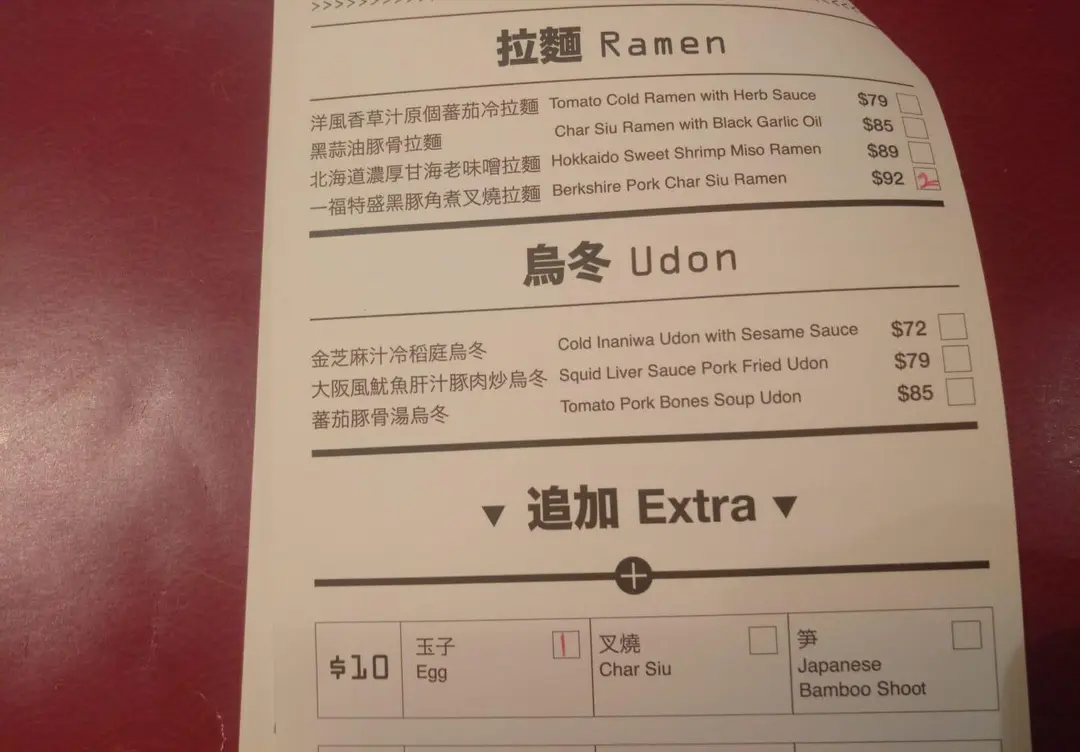 >>>>>>>>>>>>
拉麵 Ramen
洋風香草汁原個蕃茄冷拉麵 Tomato Cold Ramen with Herb Sauce $79
黑蒜油豚骨拉麵 Char Siu Ramen with Black Garlic Oil $85
北海道濃厚甘海老味噌拉麵 Hokkaido Sweet Shrimp Miso Ramen $89
一福特盛黑豚角煮叉燒拉麵 Berkshire Pork Char Siu Ramen $92 2
烏冬 Udon
金芝麻汁冷稻庭烏冬 Cold Inaniwa Udon with Sesame Sauce $72
大阪風魷魚肝汁豚肉炒烏冬 Squid Liver Sauce Pork Fried Udon $79
蕃茄豚骨湯烏冬 Tomato Pork Bones Soup Udon $85
▼ 追加 Extra ▼
+
$10
玉子 1
Egg
叉燒
Char Siu
笋
Japanese
Bamboo Shoot